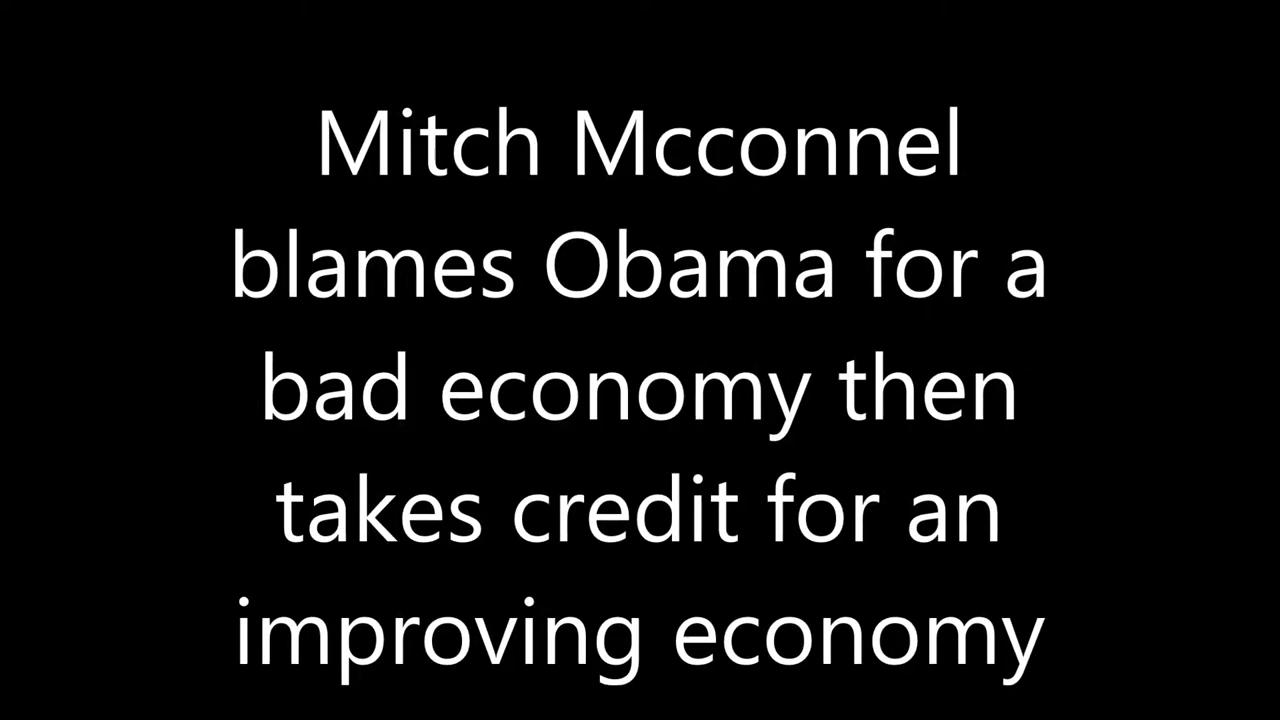 Mitch Mcconnel
blames Obama for a
bad economy then
takes credit for an
improving economy